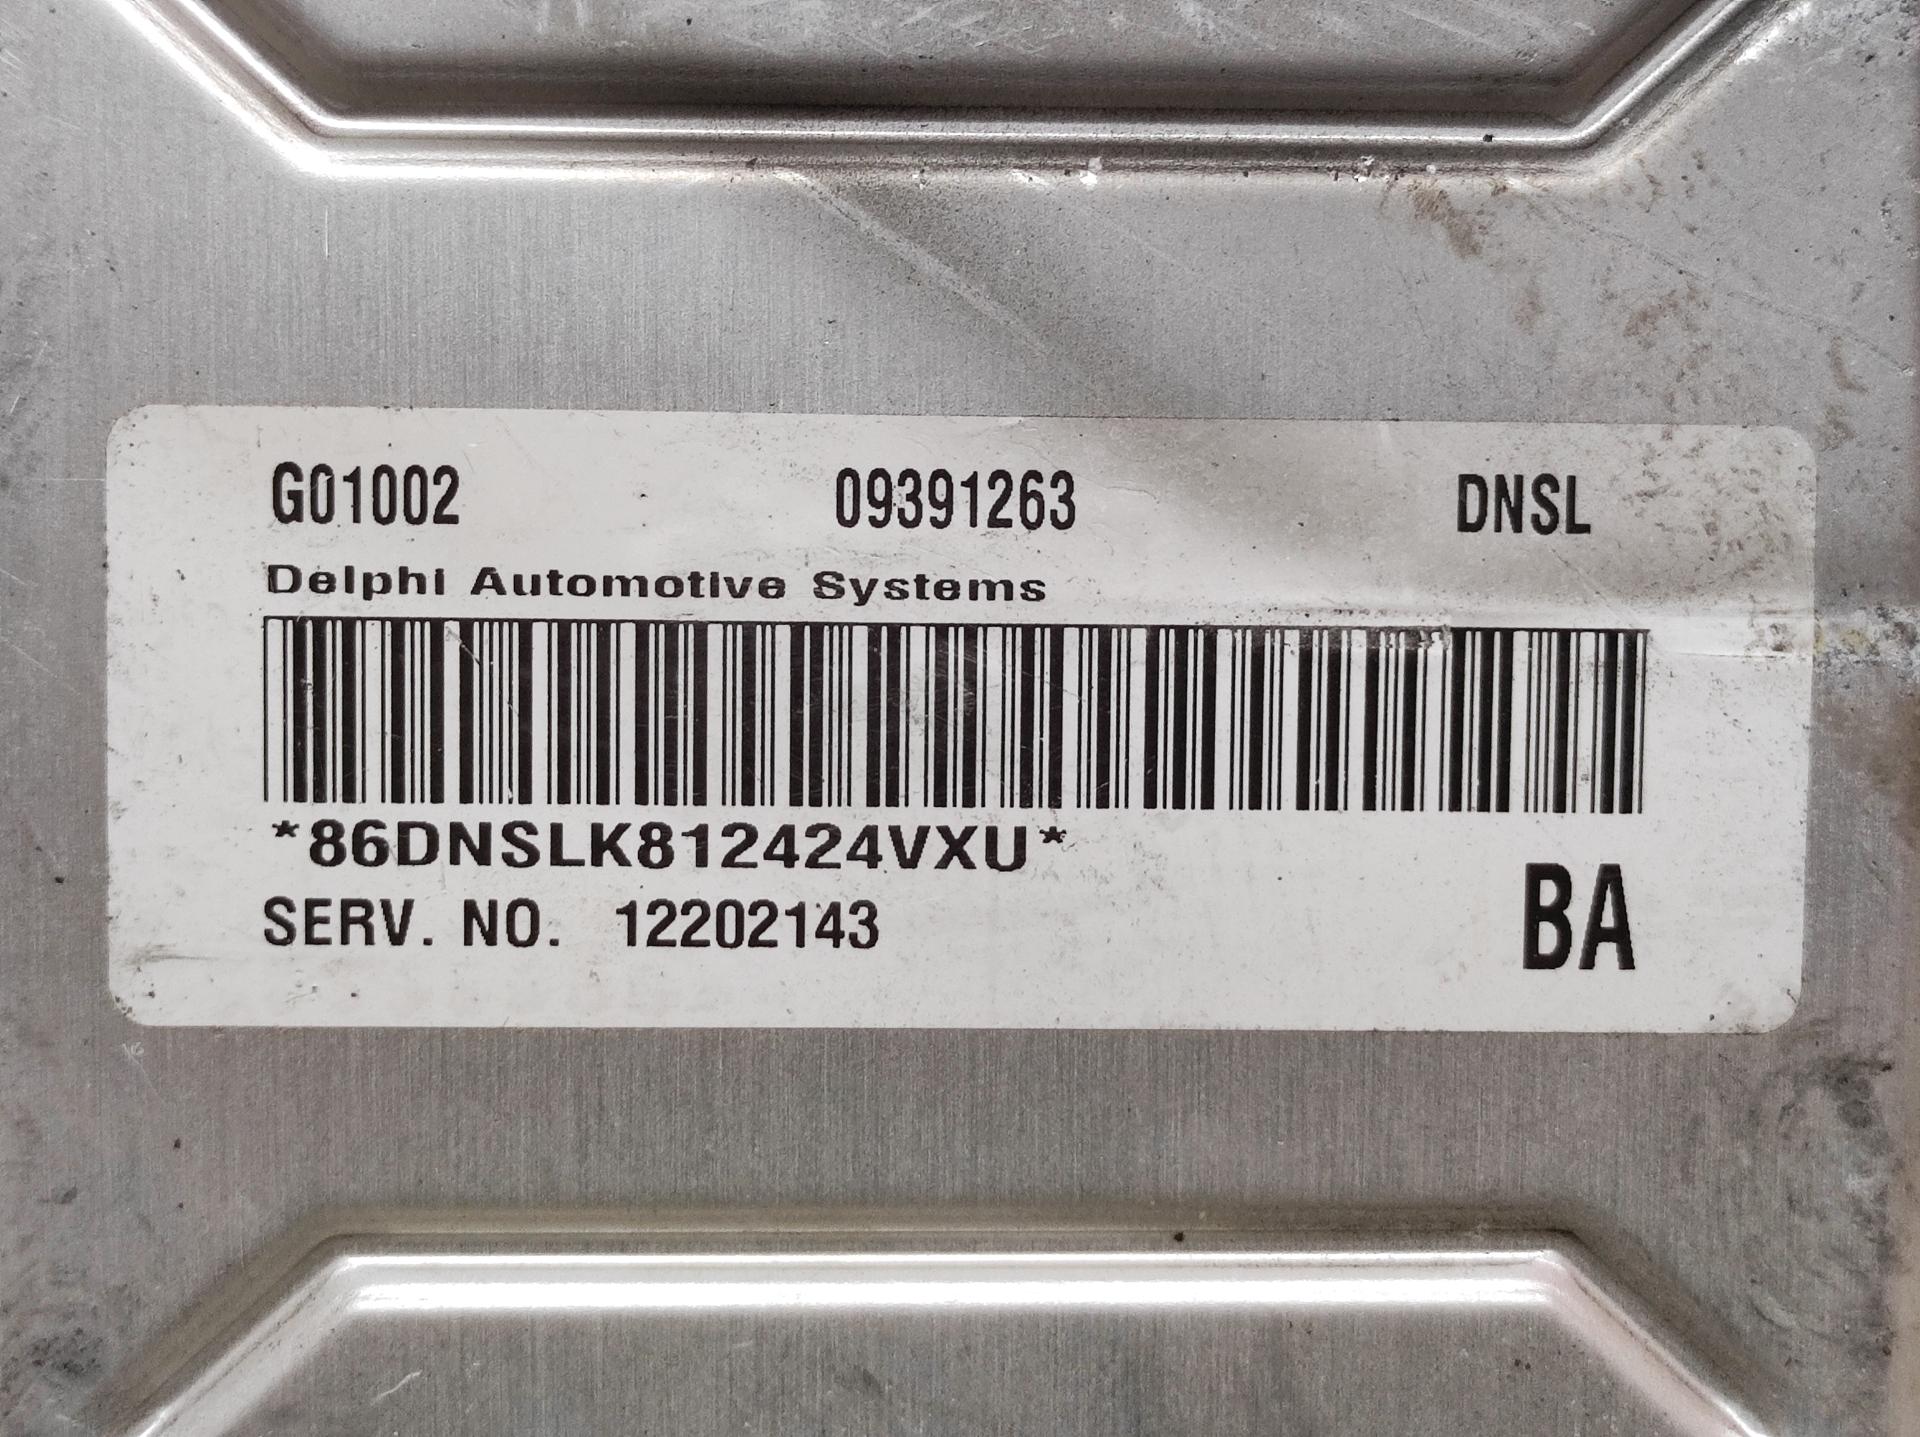 G01002 09391263 DNSL
Delphi Automotive Systems
*86DNSLK812424VXU*
SERV. NO. 12202143 BA